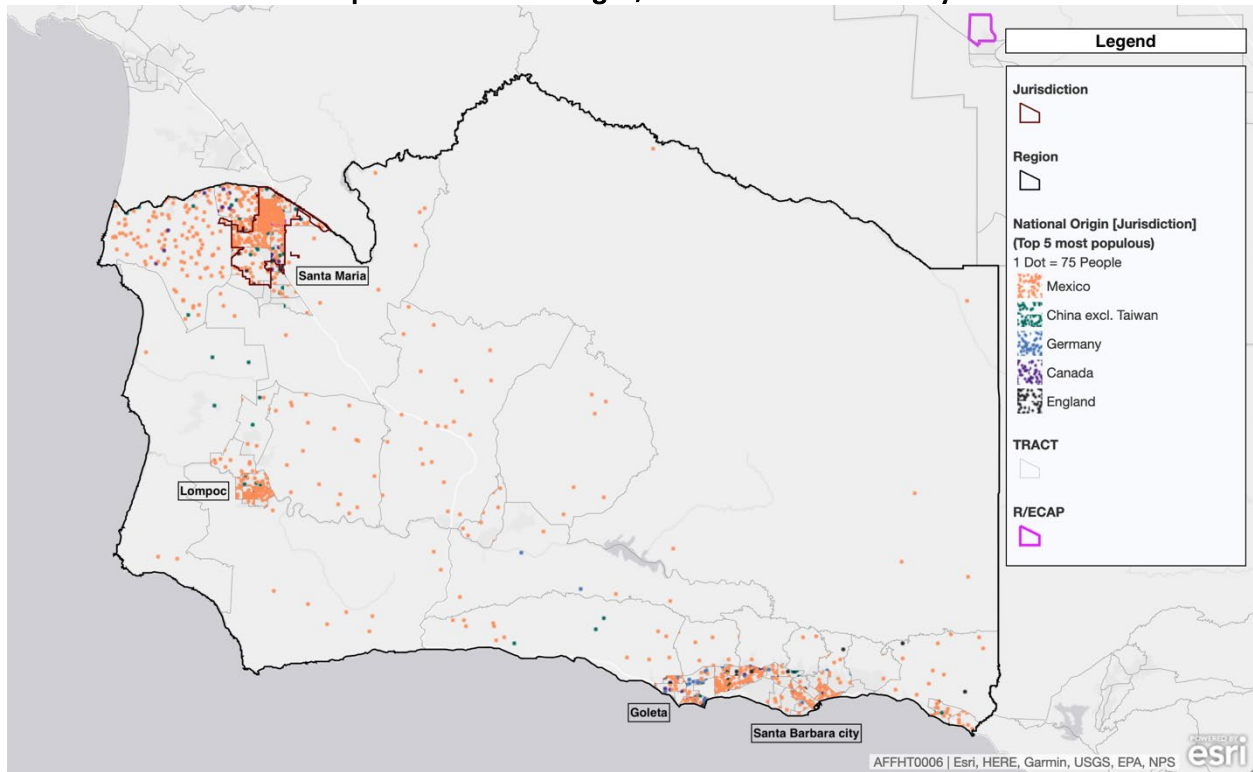 Legend
Jurisdiction
Region
National Origin [Jurisdiction]
(Top 5 most populous)
1 Dot = 75 People
Mexico
China excl. Taiwan
Germany
Canada
England
TRACT
R/ECAP
Santa Maria
Lompoc
Goleta
Santa Barbara city
AFFHT0006 | Esri, HERE, Garmin, USGS, EPA, NPS
POWERED BY
esri